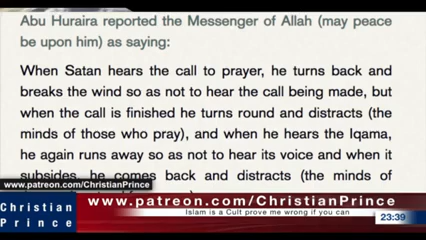 Abu Huraira reported the Messenger of Allah (may peace
be upon him) as saying:
When Satan hears the call to prayer, he turns back and
breaks the wind so as not to hear the call being made, but
when the call is finished he turns round and distracts (the
minds of those who pray), and when he hears the Iqama,
he again runs away so as not to hear its voice and when it
subsides, he comes back and distracts (the minds of
www.patreon.com/ChristianPrince
www.patreon.com/ChristianPrince
Christian
Prince
Islam is a Cult prove me wrong if you can
23:39